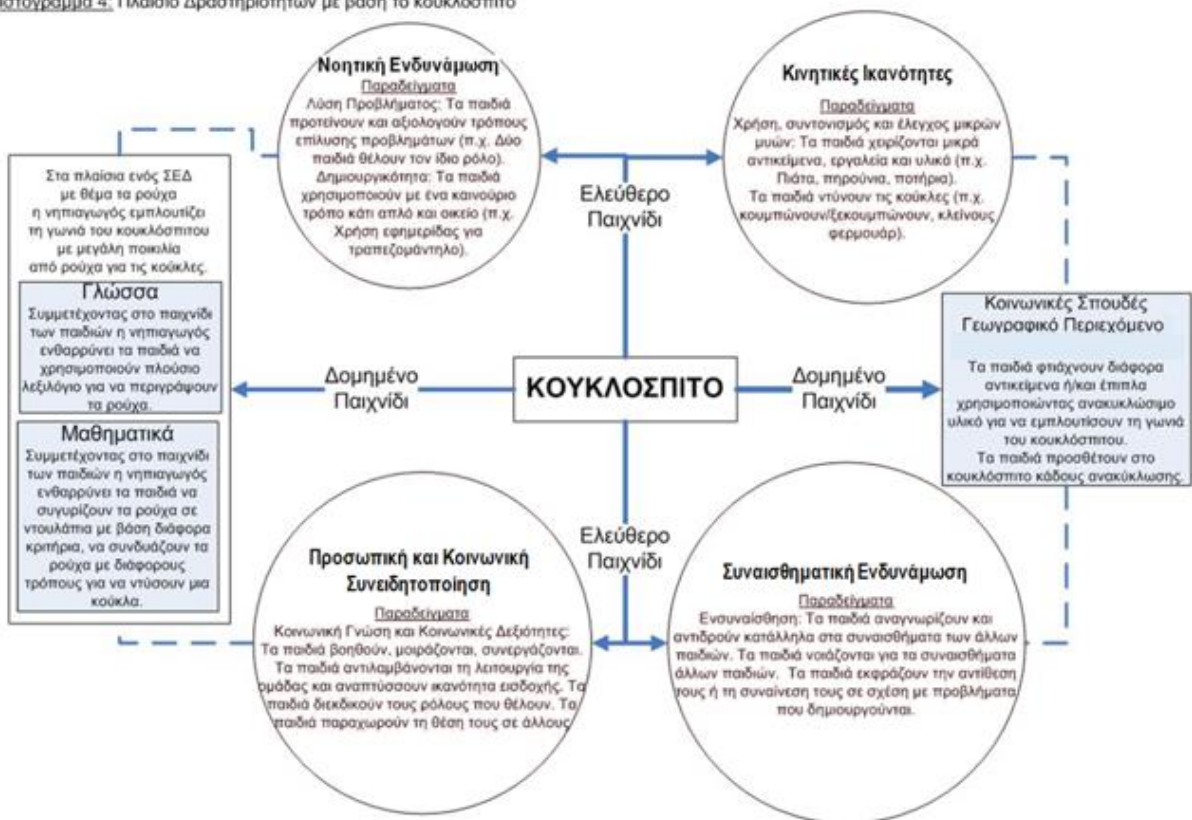 Ιστόγραμμα 4: Πλαίσιο Δραστηριοτήτων με βάση το κουκλόσπιτο
Νοητική Ενδυνάμωση
Παραδείγματα
Λύση Προβλήματος: Τα παιδιά
προτείνουν και αξιολογούν τρόπους
επίλυσης προβλημάτων (π.χ. Δύο
παιδιά θέλουν τον ίδιο ρόλο).
Δημιουργικότητα: Τα παιδιά
χρησιμοποιούν με ένα καινούριο
τρόπο κάτι απλό και οικείο (π.χ.
Χρήση εφημερίδας για
τραπεζομάντηλο).
Κινητικές Ικανότητες
Παραδείγματα
Χρήση, συντονισμός και έλεγχος μικρών
μυών: Τα παιδιά χειρίζονται μικρά
αντικείμενα, εργαλεία και υλικά (π.χ.
Πιάτα, πηρούνια, ποτήρια).
Τα παιδιά ντύνουν τις κούκλες (π.χ.
κουμπώνουν/ξεκουμπώνουν, κλείνους
φερμουάρ).
Ελεύθερο
Παιχνίδι
Στα πλαίσια ενός ΣΕΔ
με θέμα τα ρούχα
η νηπιαγωγός εμπλουτίζει
τη γωνιά του κουκλόσπιτου
με μεγάλη ποικιλία
από ρούχα για τις κούκλες.
Γλώσσα
Συμμετέχοντας στο παιχνίδι
των παιδιών η νηπιαγωγός
ενθαρρύνει τα παιδιά να
χρησιμοποιούν πλούσιο
λεξιλόγιο για να περιγράψουν
τα ρούχα.
Μαθηματικά
Συμμετέχοντας στο παιχνίδι
των παιδιών η νηπιαγωγός
ενθαρρύνει τα παιδιά να
συγυρίζουν τα ρούχα σε
ντουλάπια με βάση διάφορα
κριτήρια, να συνδυάζουν τα
ρούχα με διάφορους
τρόπους για να ντύσουν μια
κούκλα.
Δομημένο
Παιχνίδι
ΚΟΥΚΛΟΣΠΙΤΟ
Δομημένο
Παιχνίδι
Κοινωνικές Σπουδές
Γεωγραφικό Περιεχόμενο
Τα παιδιά φτιάχνουν διάφορα
αντικείμενα ή/και έπιπλα
χρησιμοποιώντας ανακυκλώσιμο
υλικό για να εμπλουτίσουν τη γωνιά
του κουκλόσπιτου.
Τα παιδιά προσθέτουν στο
κουκλόσπιτο κάδους ανακύκλωσης.
Ελεύθερο
Παιχνίδι
Προσωπική και Κοινωνική
Συνειδητοποίηση
Παραδείγματα
Κοινωνική Γνώση και Κοινωνικές Δεξιότητες:
Τα παιδιά βοηθούν, μοιράζονται, συνεργάζονται.
Τα παιδιά αντιλαμβάνονται τη λειτουργία της
ομάδας και αναπτύσσουν ικανότητα εισδοχής. Τα
παιδιά διεκδικούν τους ρόλους που θέλουν. Τα
παιδιά παραχωρούν τη θέση τους σε άλλους
Συναισθηματική Ενδυνάμωση
Παραδείγματα
Ενσυναίσθηση: Τα παιδιά αναγνωρίζουν και
αντιδρούν κατάλληλα στα συναισθήματα των άλλων
παιδιών. Τα παιδιά νοιάζονται για τα συναισθήματα
άλλων παιδιών. Τα παιδιά εκφράζουν την αντίθεση
τους ή τη συναίνεση τους σε σχέση με προβλήματα
που δημιουργούνται.